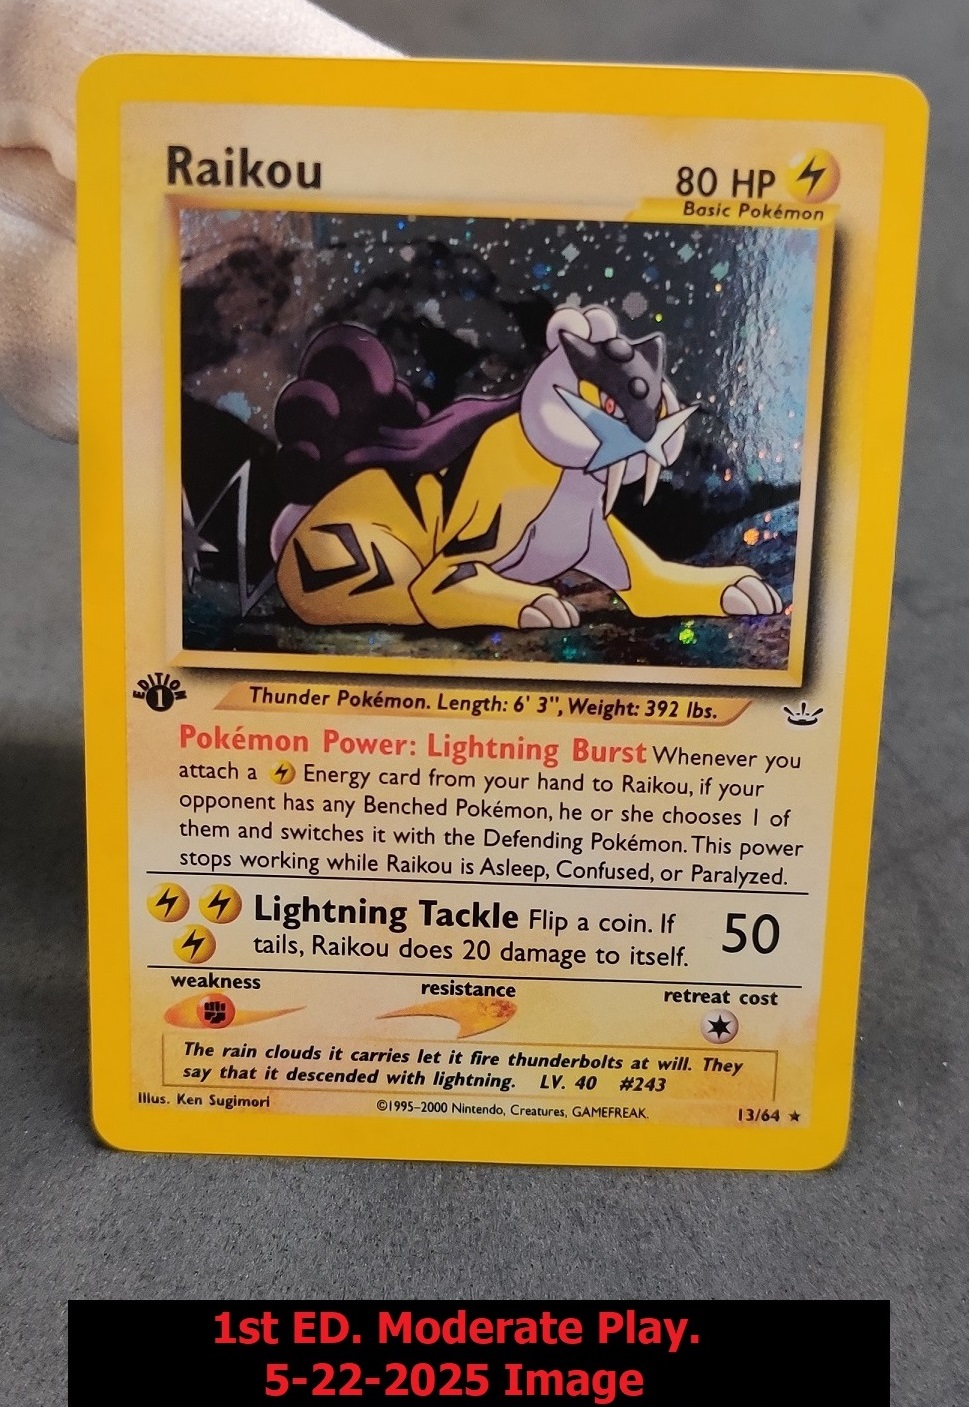 Raikou
80 HP
Basic Pokémon
EDITION
1
Thunder Pokémon. Length: 6' 3", Weight: 392 lbs.
Pokémon Power: Lightning Burst Whenever you
attach a Energy card from your hand to Raikou, if your
opponent has any Benched Pokémon, he or she chooses 1 of
them and switches it with the Defending Pokémon. This power
stops working while Raikou is Asleep, Confused, or Paralyzed.
Lightning Tackle Flip a coin. If 50
tails, Raikou does 20 damage to itself.
weakness resistance retreat cost
The rain clouds it carries let it fire thunderbolts at will. They
say that it descended with lightning. LV. 40 #243
Illus. Ken Sugimori ©1995-2000 Nintendo, Creatures, GAMEFREAK. 13/64 ★
1st ED. Moderate Play.
5-22-2025 Image